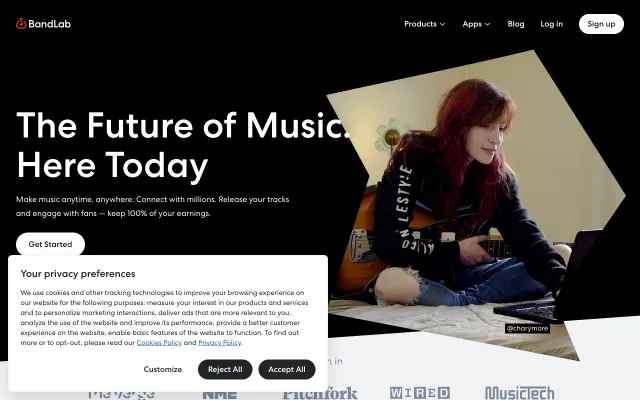 BandLab
Products
Apps
Blog
Log in
Sign up
The Future of Music.
Here Today
Make music anytime, anywhere. Connect with millions. Release your tracks
and engage with fans — keep 100% of your earnings.
Get Started
@charymore
Your privacy preferences
We use cookies and other tracking technologies to improve your browsing experience on
our website for the following purposes: measure your interest in our products and services
and to personalize marketing interactions, deliver ads that are more relevant to you,
analyze the use of the website and improve its performance, provide a better customer
experience on the website, enable basic features of the website to function. To find out
more or to opt-out, please read our Cookies Policy and Privacy Policy.
Customize
Reject All
Accept All
in
NME
Pitchfork
WIRED
MusicTech